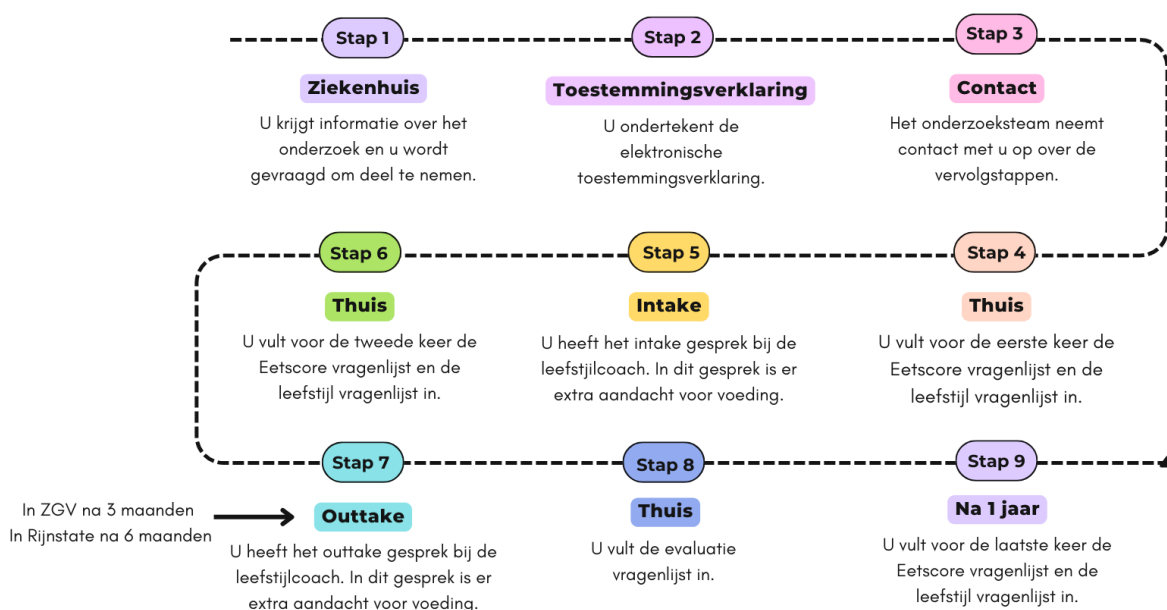 Stap 1
Ziekenhuis
U krijgt informatie over het
onderzoek en u wordt
gevraagd om deel te nemen.
Stap 2
Toestemmingsverklaring
U ondertekent de
elektronische
toestemmingsverklaring.
Stap 3
Contact
Het onderzoeksteam neemt
contact met u op over de
vervolgstappen.
Stap 4
Thuis
U vult voor de eerste keer de
Eetscore vragenlijst en de
leefstijl vragenlijst in.
Stap 5
Intake
U heeft het intake gesprek bij de
leefstjilcoach. In dit gesprek is er
extra aandacht voor voeding.
Stap 6
Thuis
U vult voor de tweede keer de
Eetscore vragenlijst en de
leefstijl vragenlijst in.
Stap 7
In ZGV na 3 maanden
In Rijnstate na 6 maanden
Outtake
U heeft het outtake gesprek bij de
leefstijlcoach. In dit gesprek is er
extra aandacht voor voeding.
Stap 8
Thuis
U vult de evaluatie
vragenlijst in.
Stap 9
Na 1 jaar
U vult voor de laatste keer de
Eetscore vragenlijst en de
leefstijl vragenlijst in.